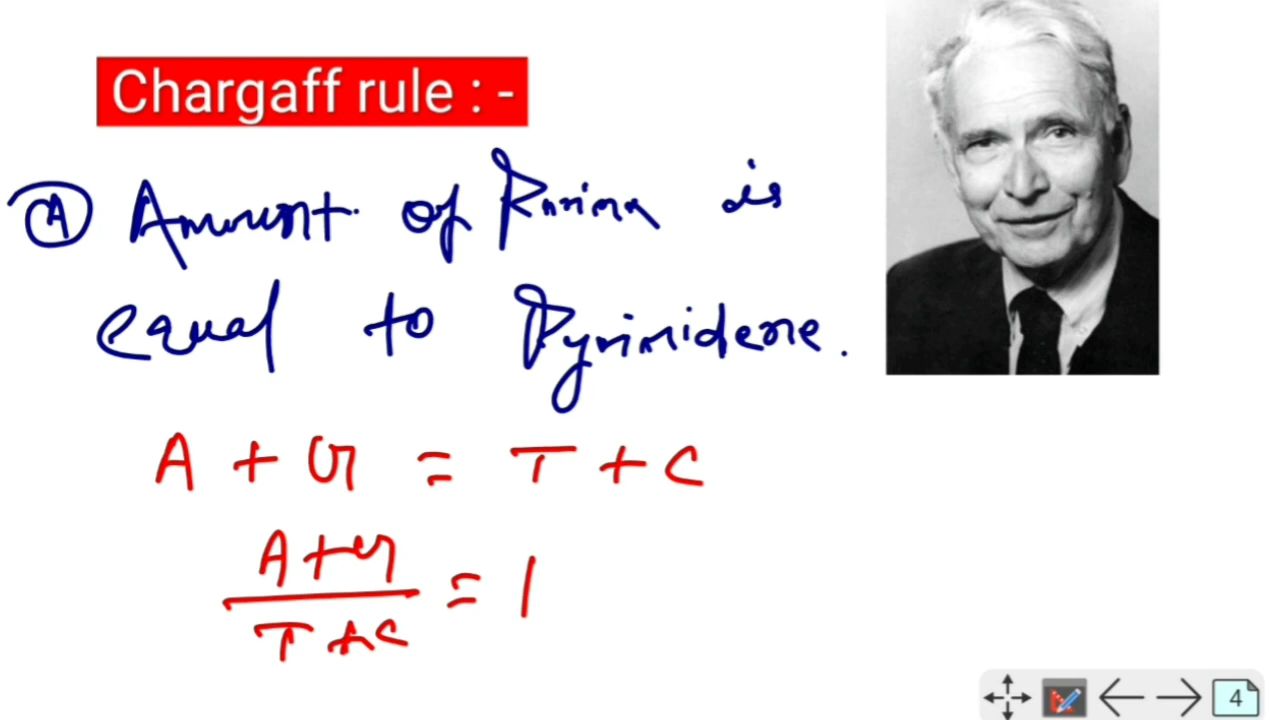 Chargaff rule : -
(A) Amount of Purine is
equal to Pyrimidene.
A + G = T + C
A+G
T+C
= 1
4